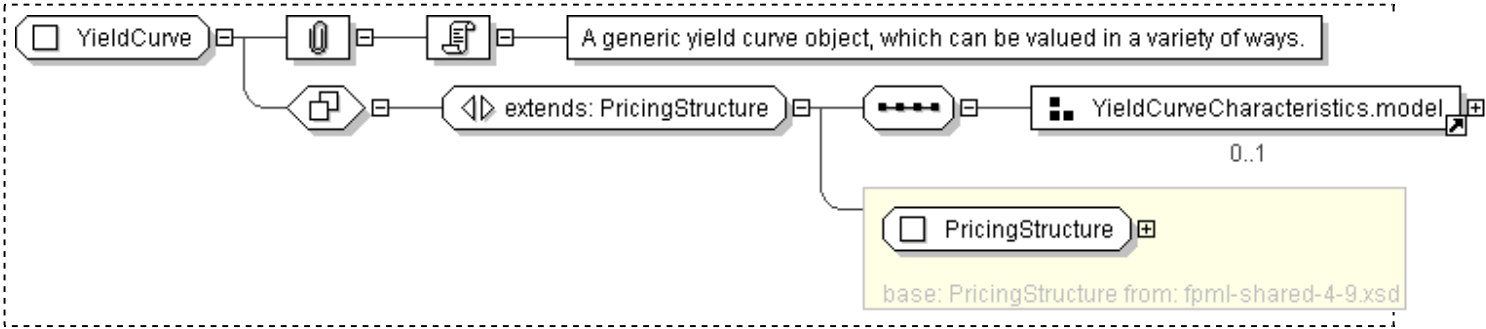 YieldCurve
A generic yield curve object, which can be valued in a variety of ways.
extends: PricingStructure
YieldCurveCharacteristics.model
0..1
PricingStructure
base: PricingStructure from: fpml-shared-4-9.xsd